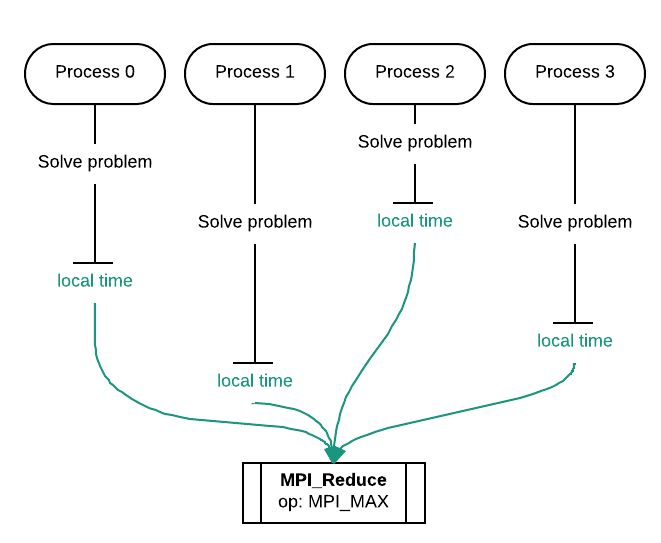 Process 0
Process 1
Process 2
Process 3
Solve problem
Solve problem
Solve problem
Solve problem
local time
local time
local time
local time
MPI_Reduce
op: MPI_MAX